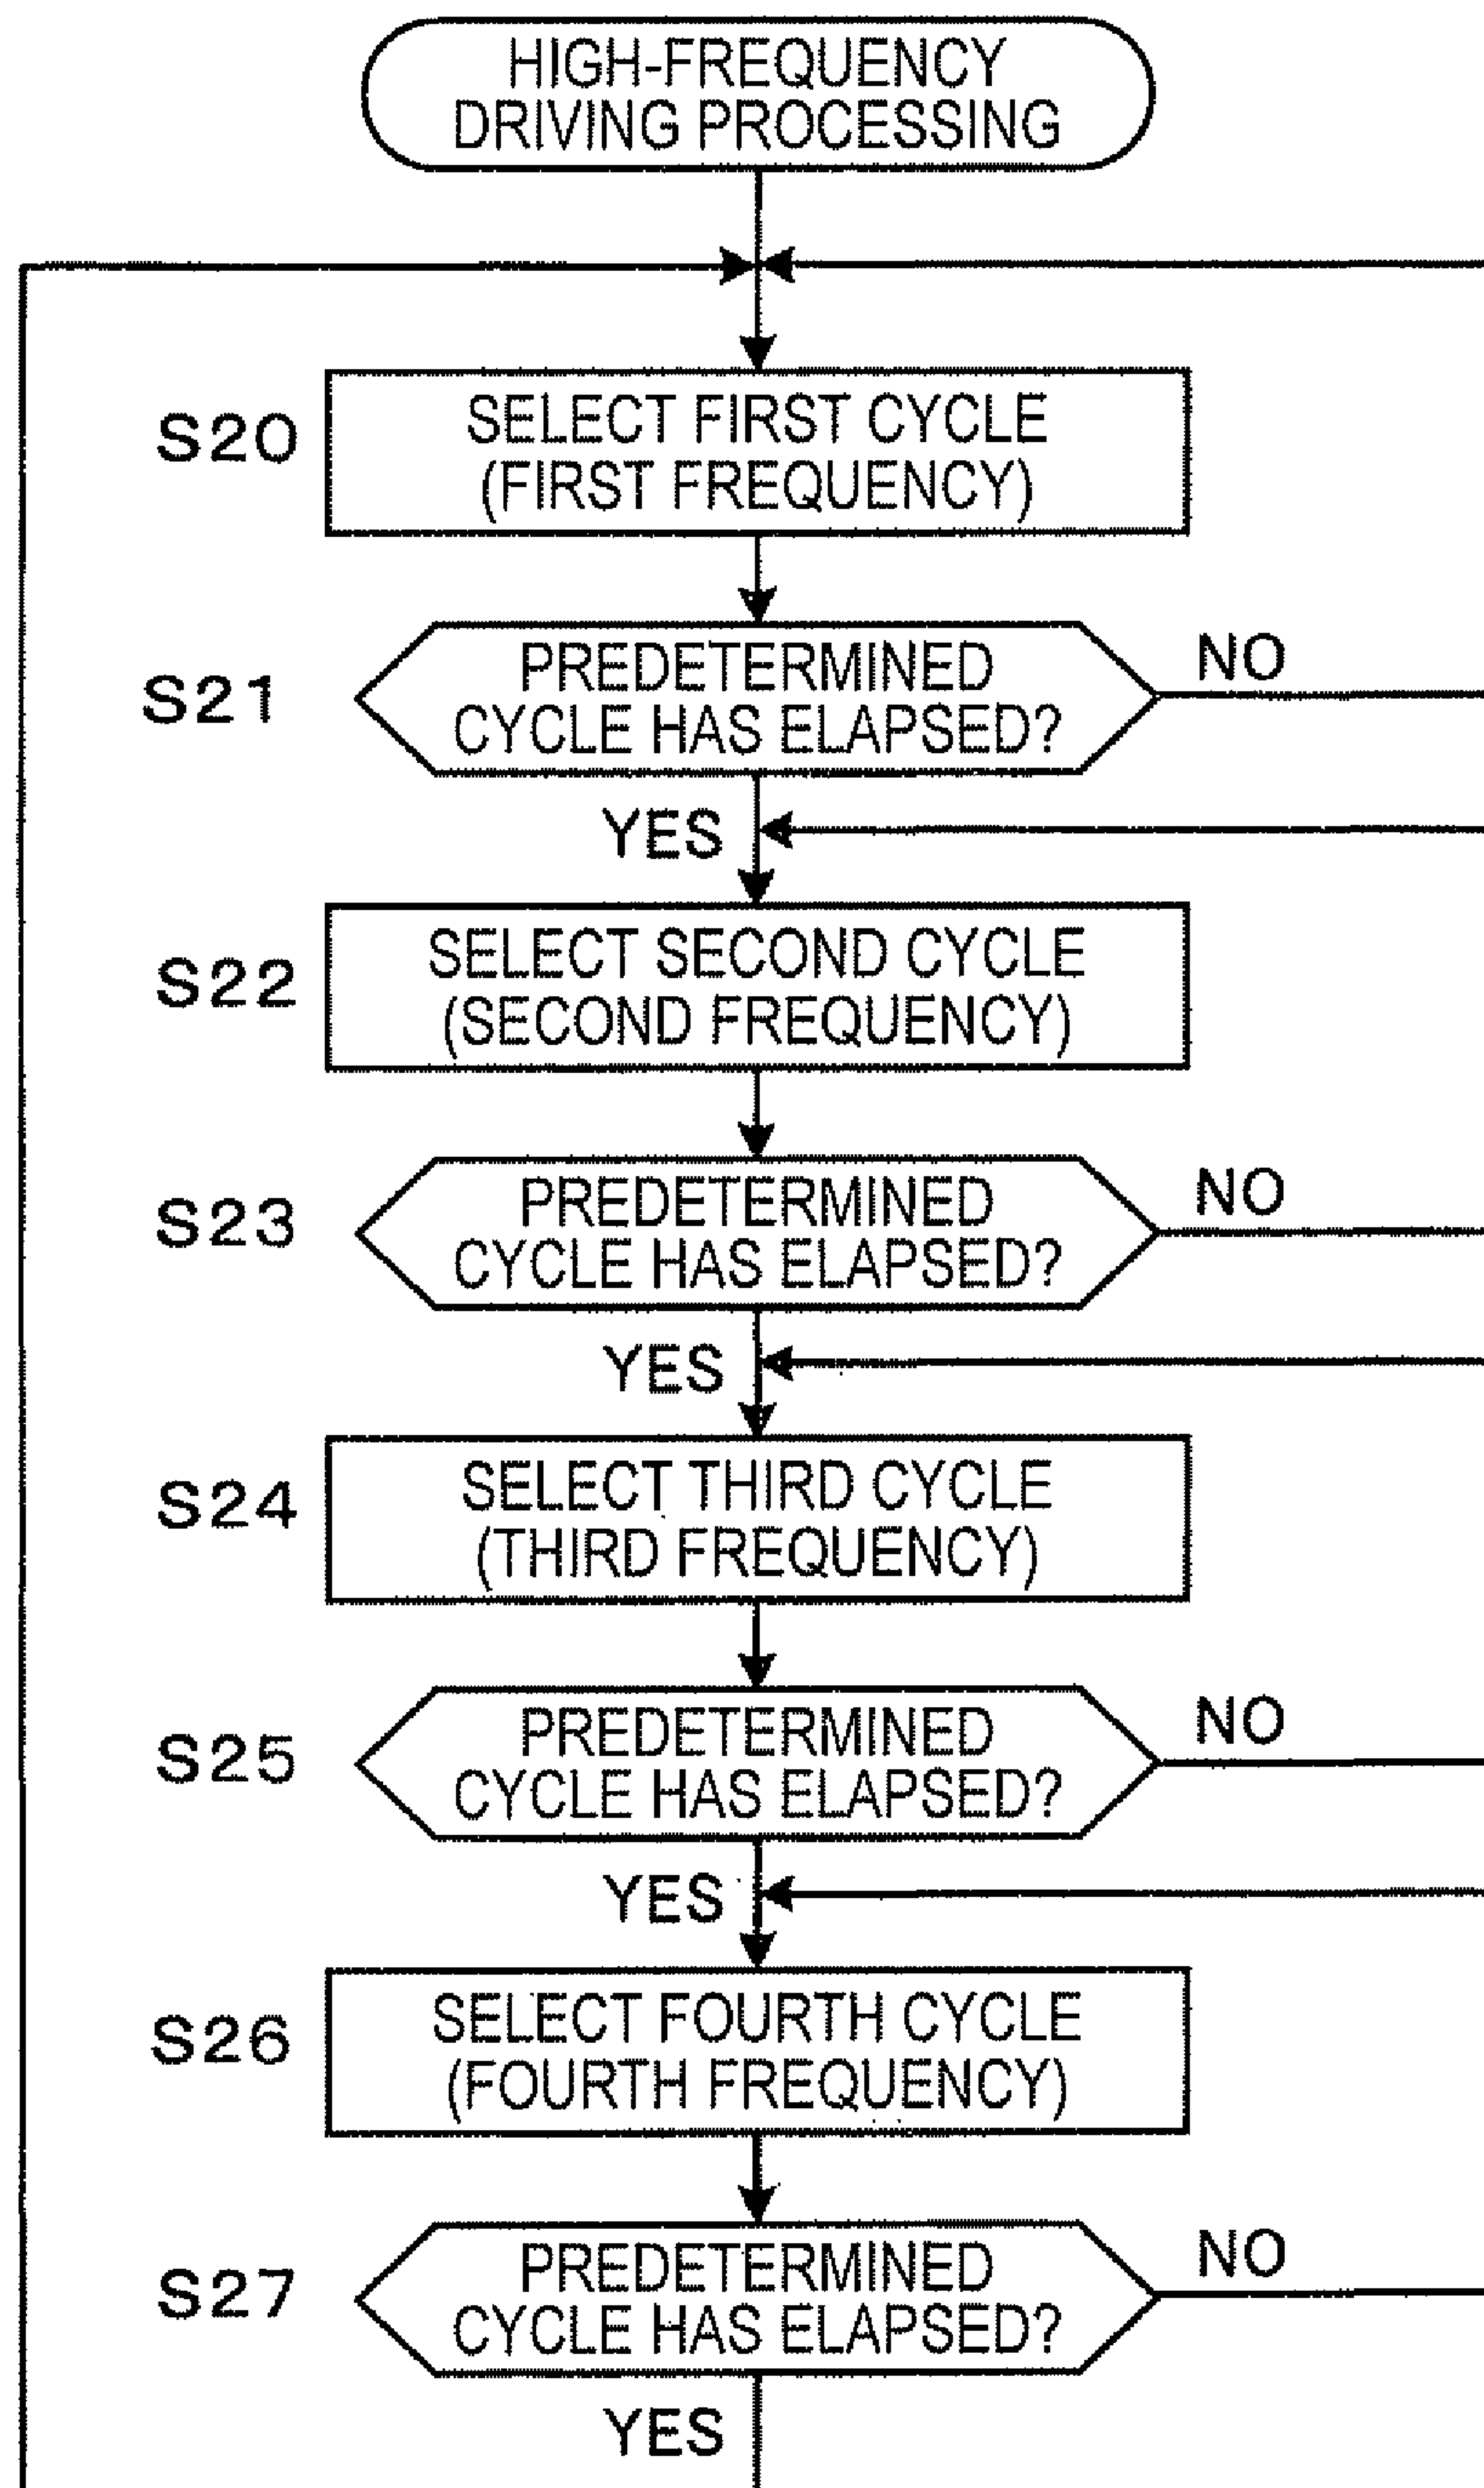 HIGH-FREQUENCY
DRIVING PROCESSING
S20
SELECT FIRST CYCLE
(FIRST FREQUENCY)
S21
PREDETERMINED
CYCLE HAS ELAPSED?
NO
YES
S22
SELECT SECOND CYCLE
(SECOND FREQUENCY)
S23
PREDETERMINED
CYCLE HAS ELAPSED?
NO
YES
S24
SELECT THIRD CYCLE
(THIRD FREQUENCY)
S25
PREDETERMINED
CYCLE HAS ELAPSED?
NO
YES
S26
SELECT FOURTH CYCLE
(FOURTH FREQUENCY)
S27
PREDETERMINED
CYCLE HAS ELAPSED?
NO
YES